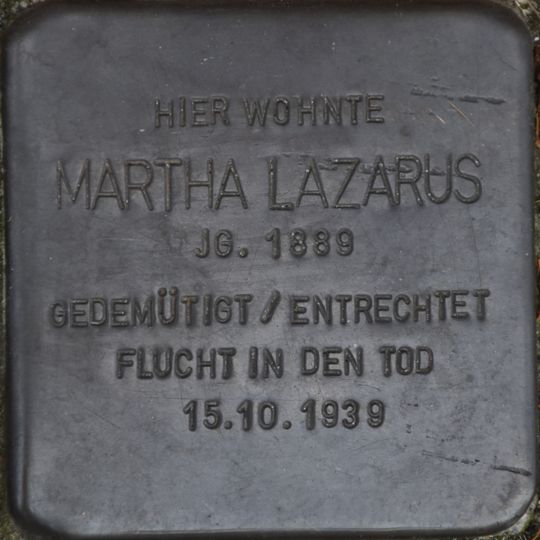 HIER WOHNTE
MARTHA LAZARUS
JG. 1889
GEDEMÜTIGT / ENTRECHTET
FLUCHT IN DEN TOD
15.10.1939